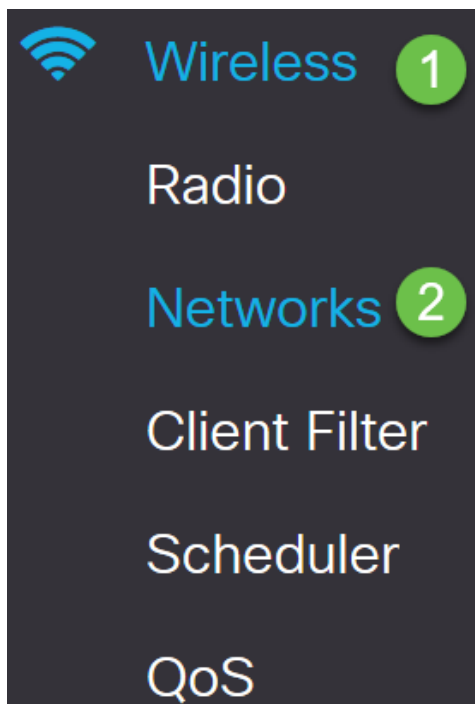 Wireless 1
Radio
Networks 2
Client Filter
Scheduler
QoS